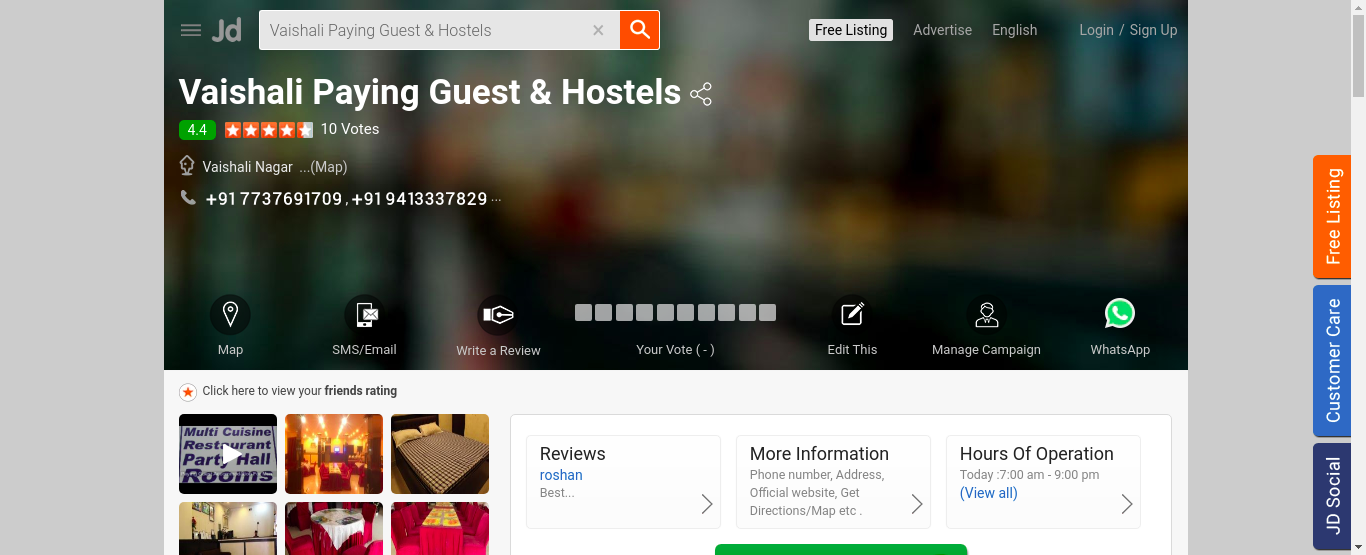 Jd
Vaishali Paying Guest & Hostels
Free Listing
Advertise
English
Login / Sign Up
Vaishali Paying Guest & Hostels
4.4
10 Votes
Vaishali Nagar ...(Map)
+91 7737691709 , +91 9413337829 ...
Map
SMS/Email
Write a Review
Your Vote ( - )
Edit This
Manage Campaign
WhatsApp
Click here to view your friends rating
Multi Cuisine
Restaurant
Party Hall
Rooms
Reviews
roshan
Best...
More Information
Phone number, Address,
Official website, Get
Directions/Map etc .
Hours Of Operation
Today :7:00 am - 9:00 pm
(View all)
Free Listing
Customer Care
JD Social